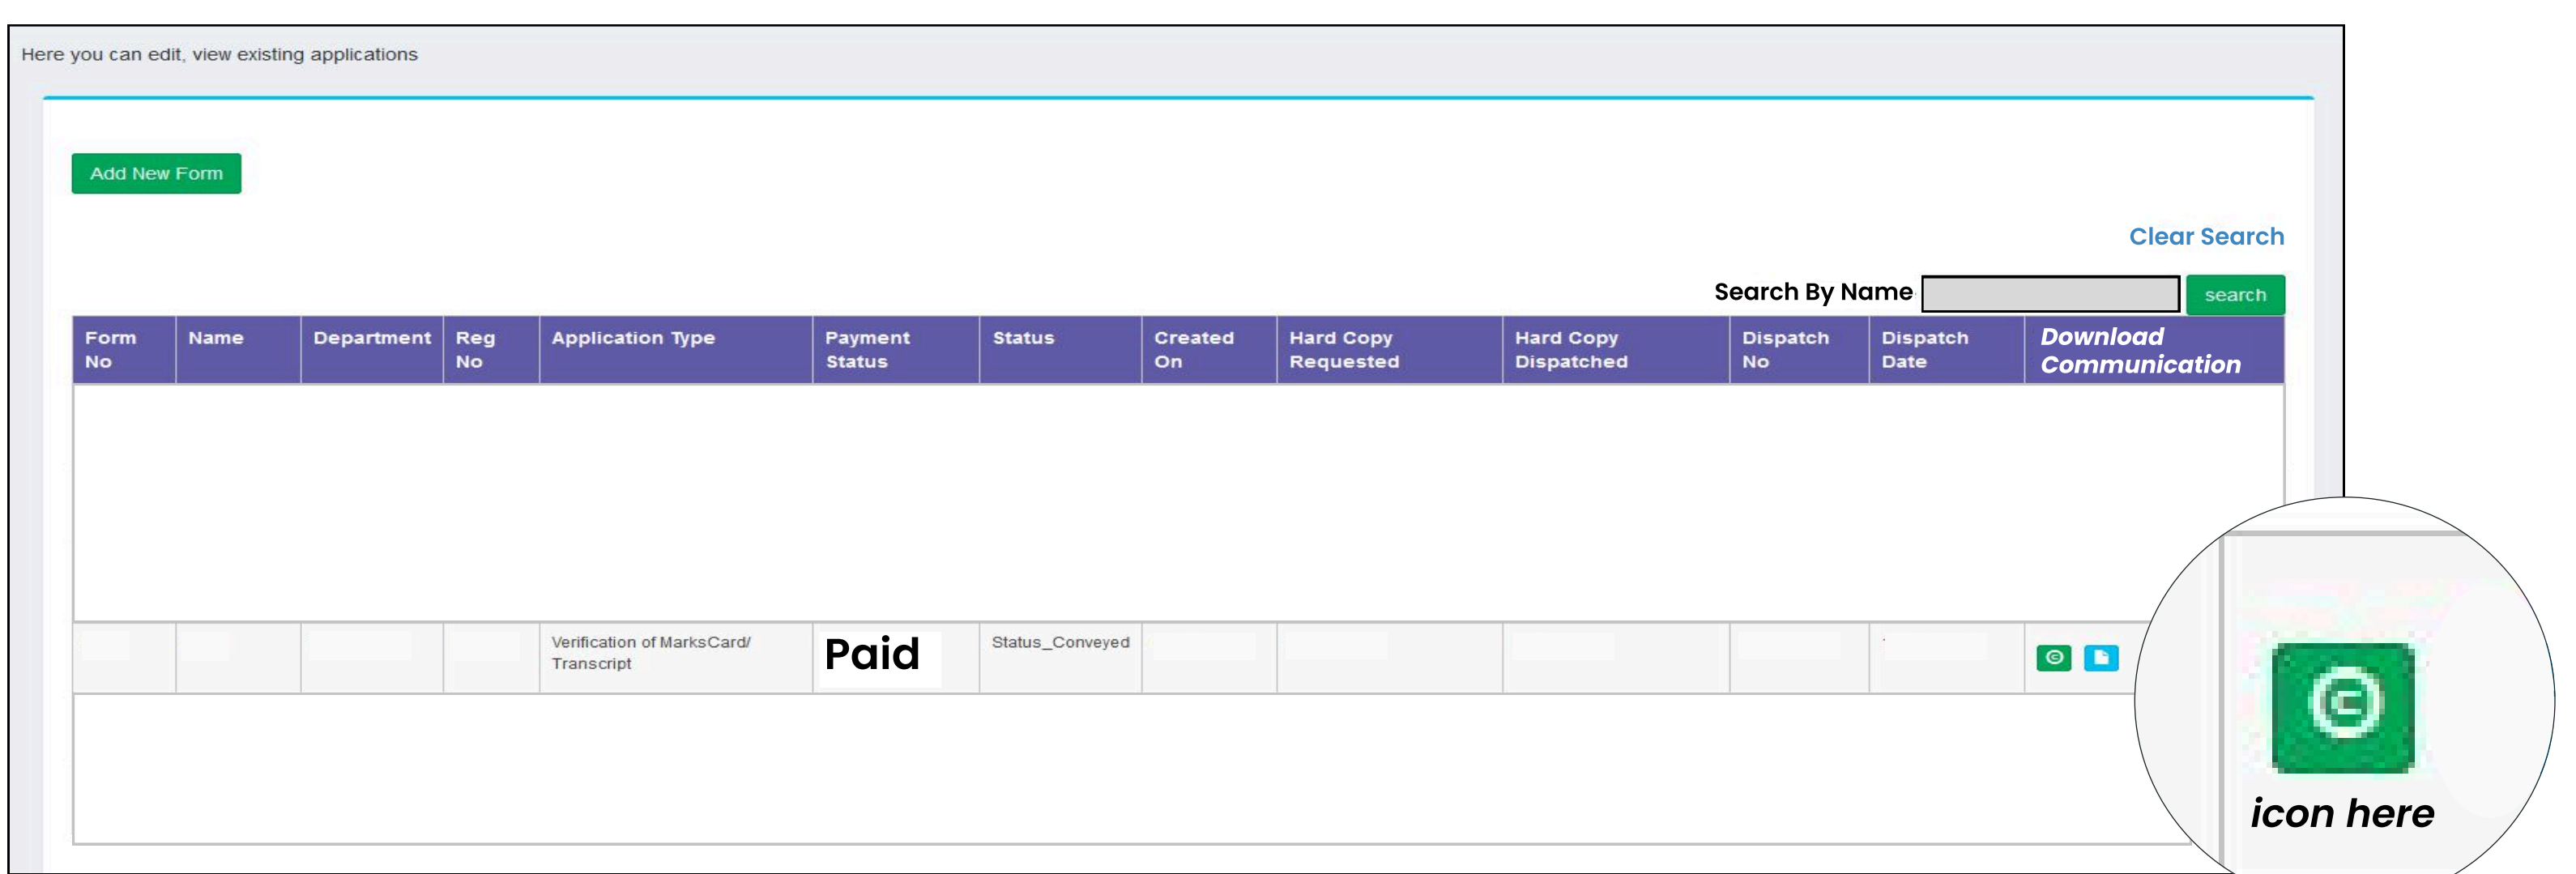 Here you can edit, view existing applications
Add New Form
Clear Search
Search By Name
search
Form No
Name
Department
Reg No
Application Type
Payment Status
Status
Created On
Hard Copy Requested
Hard Copy Dispatched
Dispatch No
Dispatch Date
Download Communication
Verification of MarksCard/
Transcript
Paid
Status_Conveyed
©
©
icon here